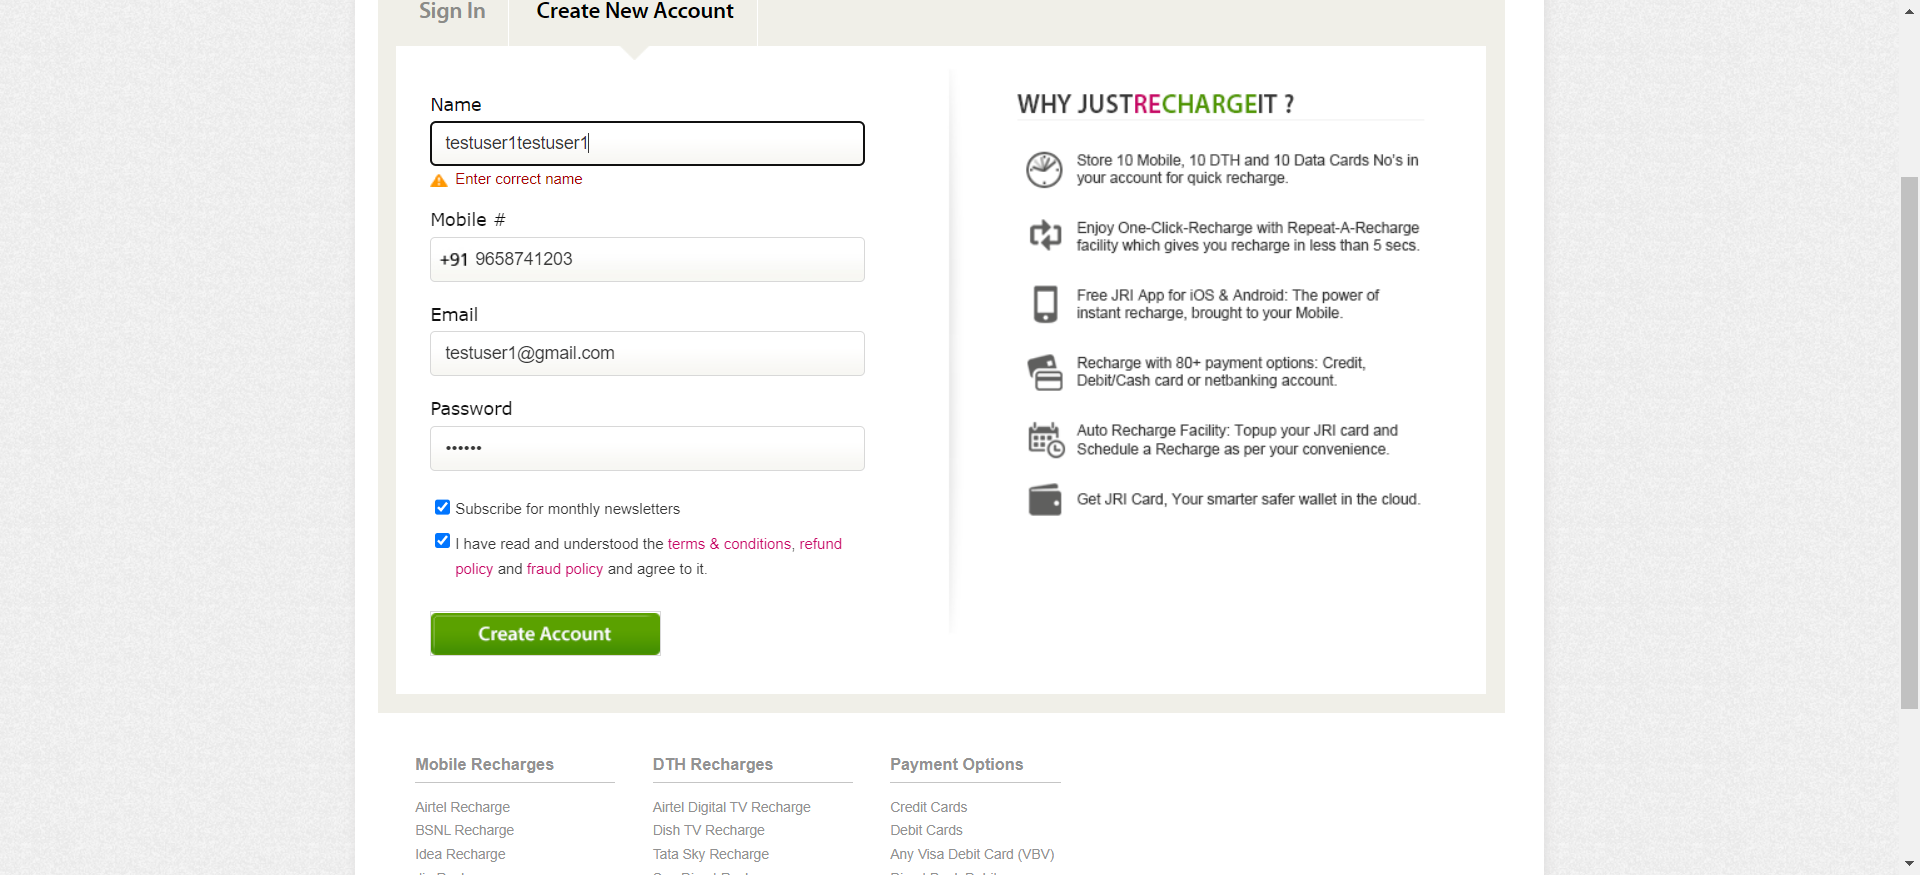 Sign In
Create New Account
Name
testuser1testuser1
Enter correct name
Mobile #
+91 9658741203
Email
testuser1@gmail.com
Password
••••••
Subscribe for monthly newsletters
I have read and understood the terms & conditions, refund
policy and fraud policy and agree to it.
Create Account
WHY JUSTRECHARGEIT ?
Store 10 Mobile, 10 DTH and 10 Data Cards No's in
your account for quick recharge.
Enjoy One-Click-Recharge with Repeat-A-Recharge
facility which gives you recharge in less than 5 secs.
Free JRI App for iOS & Android: The power of
instant recharge, brought to your Mobile.
Recharge with 80+ payment options: Credit,
Debit/Cash card or netbanking account.
Auto Recharge Facility: Topup your JRI card and
Schedule a Recharge as per your convenience.
Get JRI Card, Your smarter safer wallet in the cloud.
Mobile Recharges
Airtel Recharge
BSNL Recharge
Idea Recharge
DTH Recharges
Airtel Digital TV Recharge
Dish TV Recharge
Tata Sky Recharge
Payment Options
Credit Cards
Debit Cards
Any Visa Debit Card (VBV)